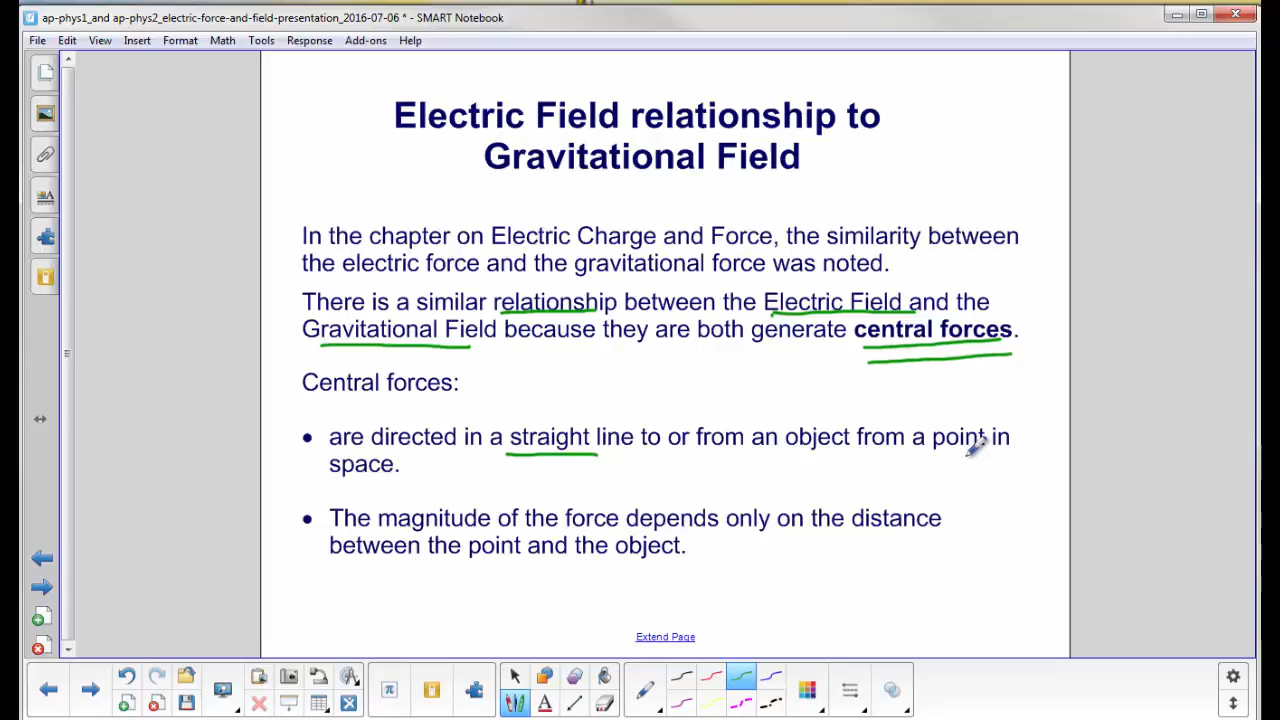 ap-phys1_and ap-phys2_electric-force-and-field-presentation_2016-07-06 * - SMART Notebook
File Edit View Insert Format Math Tools Response Add-ons Help
Electric Field relationship to
Gravitational Field
In the chapter on Electric Charge and Force, the similarity between
the electric force and the gravitational force was noted.
There is a similar relationship between the Electric Field and the
Gravitational Field because they are both generate central forces.
Central forces:
• are directed in a straight line to or from an object from a point in
space.
• The magnitude of the force depends only on the distance
between the point and the object.
Extend Page